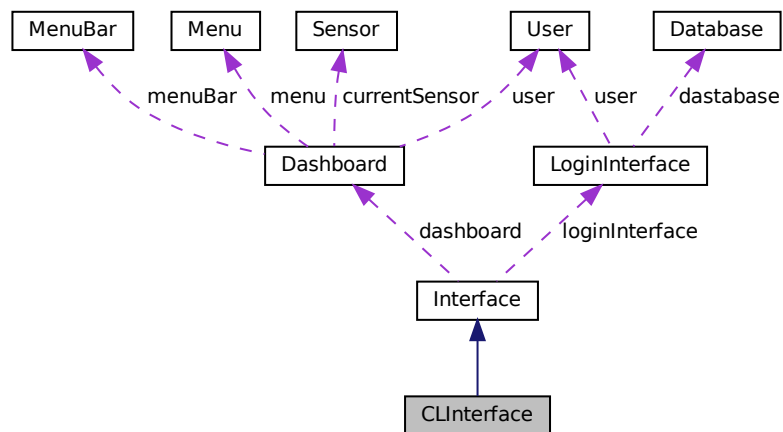 MenuBar Menu Sensor User Database
menuBar menu currentSensor user user dastabase
Dashboard LoginInterface
dashboard loginInterface
Interface
CLInterface